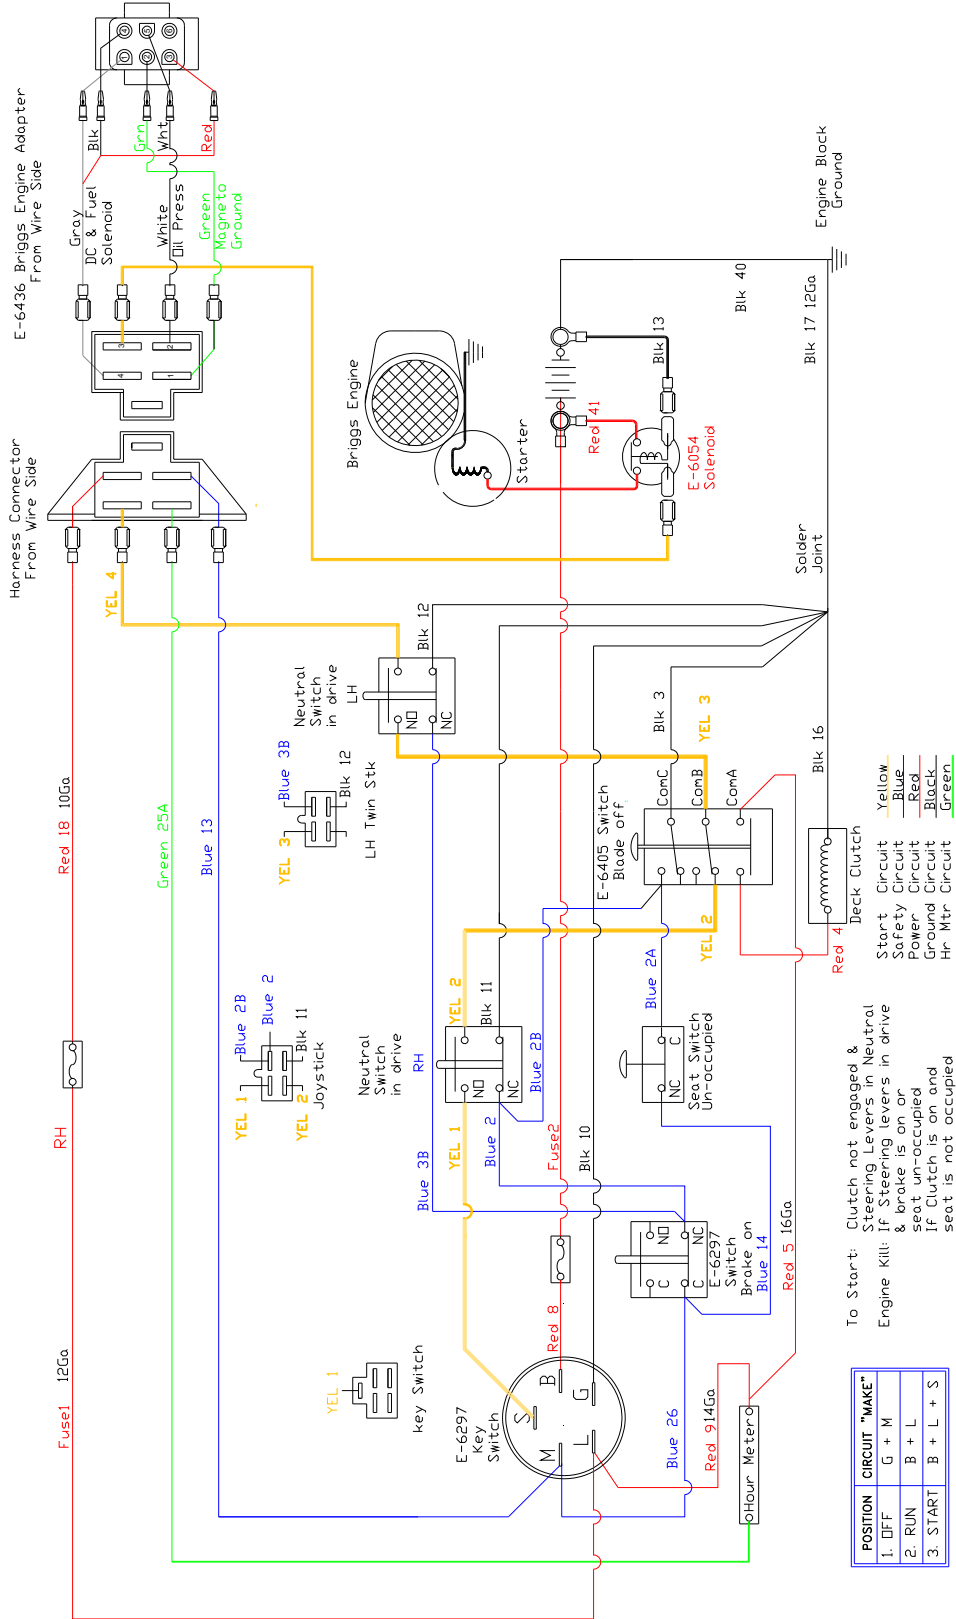 E-6436 Briggs Engine Adapter
From Wire Side
Harness Connector
From Wire Side
Gray
DC & Fuel
Solenoid
Blk
Grn
Wht
Red
White
Oil Press
Green
Magneto
Ground
1
2
3
4
5
6
1
2
3
4
Engine Block
Ground
Briggs Engine
Starter
Red 41
Blk 13
Blk 40
Blk 17 12Ga
E-6054
Solenoid
Solder
Joint
YEL 4
Red 18 10Ga
Green 25A
Blue 13
Neutral
Switch
in drive
LH
NO
NC
Blk 12
Blue 3B
Blk 12
YEL 3
LH Twin Stk
Blk 3
YEL 3
Blk 16
E-6405 Switch
Blade off
ComC
ComB
ComA
Deck Clutch
Red 4
YEL 2
Blue 2A
YEL 2
Blk 11
Blue 2B
Neutral
Switch
in drive
RH
NO
NC
Blue 2B
Blue 2
Blk 11
YEL 1
YEL 2
Joystick
Seat Switch
Un-occupied
NC
C
RH
Blue 3B
YEL 1
Blue 2
Fuse2
Blk 10
Red 8
E-6297
Switch
Brake on
NO
NC
C
C
Blue 14
Red 5 16Ga
Fuse1 12Ga
YEL 1
key Switch
E-6297
Key
Switch
B
S
G
M
L
Blue 26
Red 9 14Ga
Hour Meter
Start Circuit Yellow
Safety Circuit Blue
Power Circuit Red
Ground Circuit Black
Hr Mtr Circuit Green
To Start: Clutch not engaged &
Steering Levers in Neutral
Engine Kill: If Steering levers in drive
& brake is on or
seat un-occupied
If Clutch is on and
seat is not occupied
POSITION CIRCUIT "MAKE"
1. OFF G + M
2. RUN B + L
3. START B + L + S